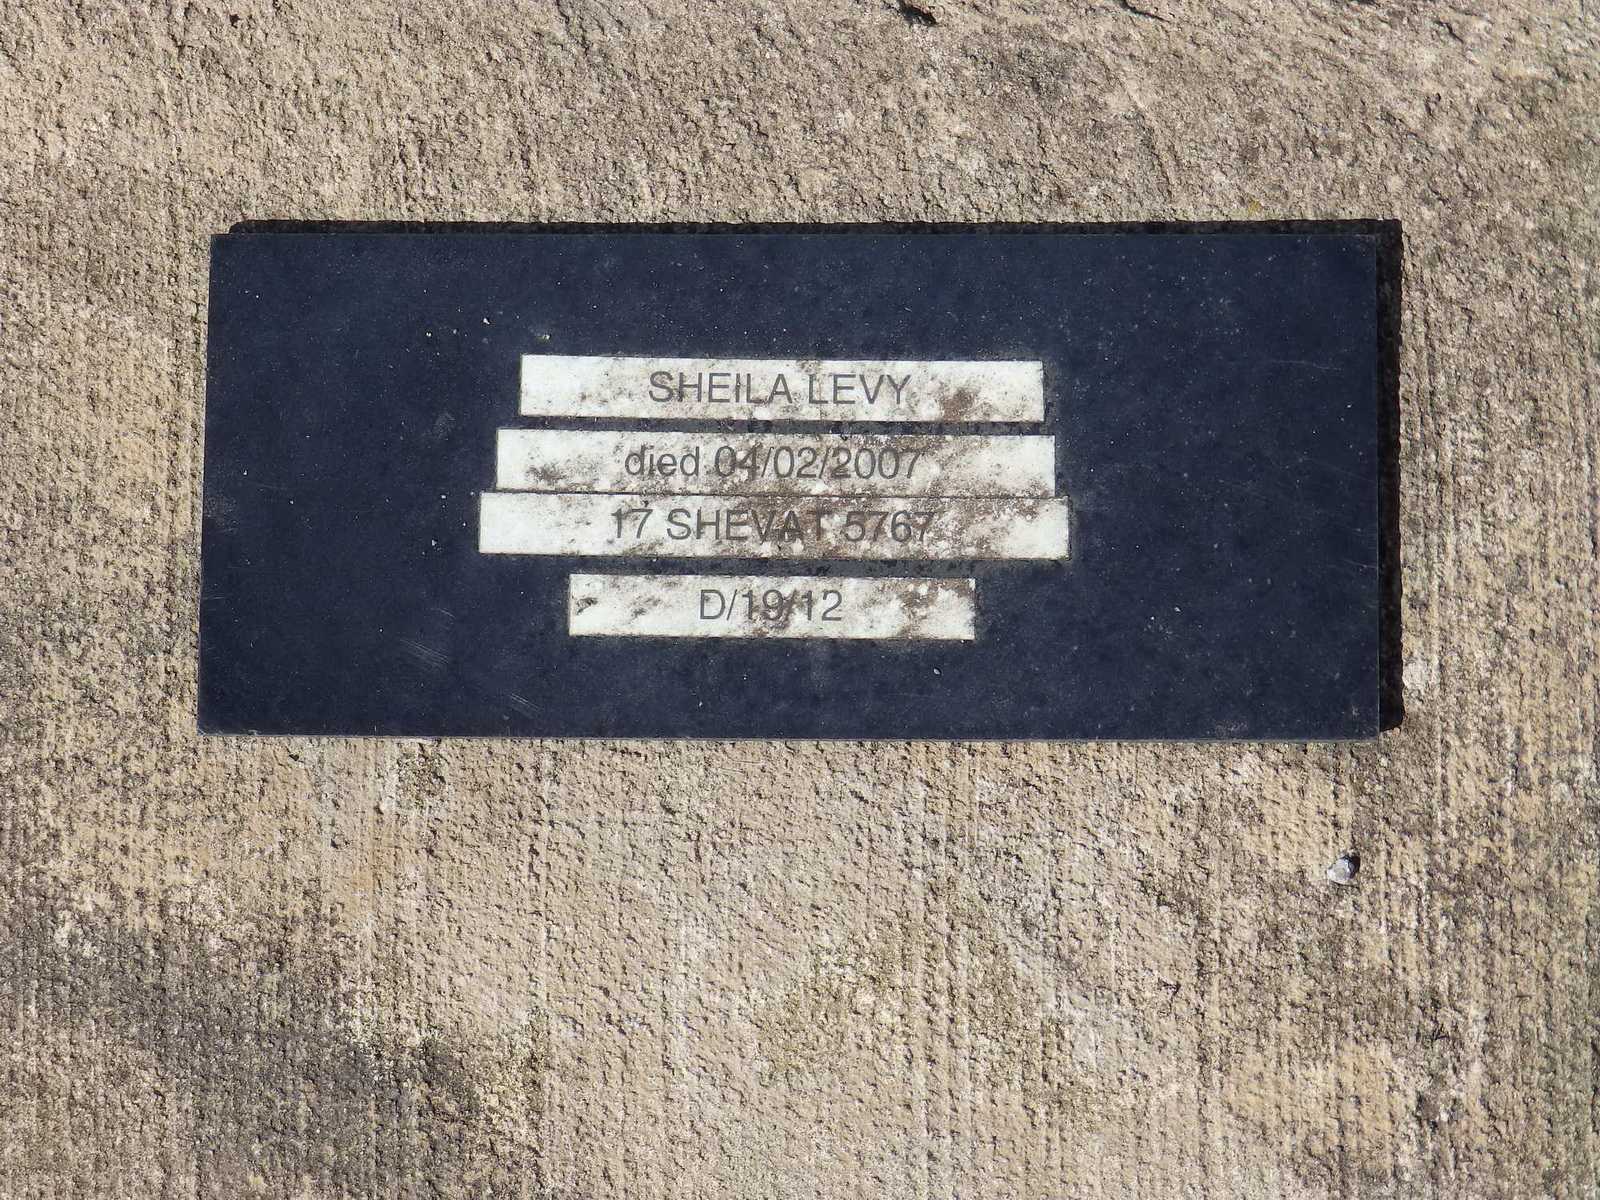 SHEILA LEVY
died 04/02/2007
17 SHEVAT 5767
D/19/12